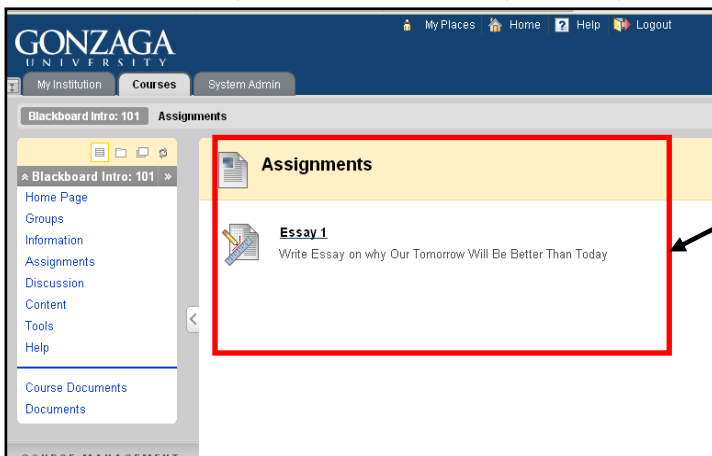 My Places Home ? Help Logout
GONZAGA
UNIVERSITY
My Institution Courses System Admin
Blackboard Intro: 101 Assignments
Assignments
Blackboard Intro: 101
Home Page
Groups
Information
Assignments
Discussion
Content
Tools
Help
Course Documents
Documents
Essay 1
Write Essay on why Our Tomorrow Will Be Better Than Today
COURSE MANAGEMENT